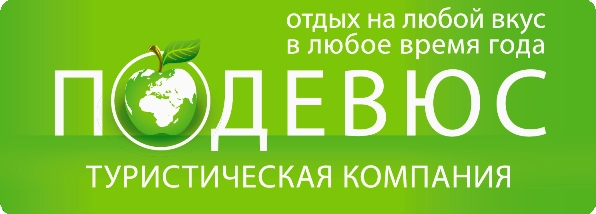 отдых на любой вкус
в любое время года
ПОДЕВЮС
ТУРИСТИЧЕСКАЯ КОМПАНИЯ